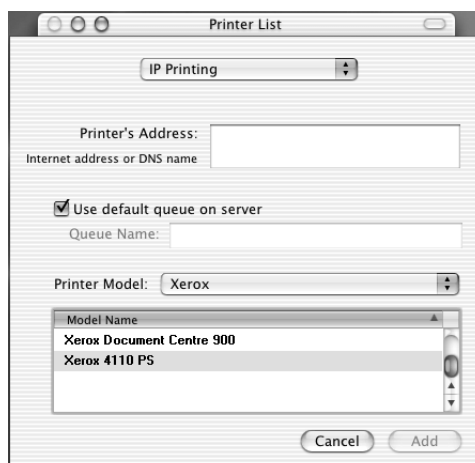 Printer List
IP Printing
Printer's Address:
Internet address or DNS name
Use default queue on server
Queue Name:
Printer Model: Xerox
Model Name
Xerox Document Centre 900
Xerox 4110 PS
Cancel Add